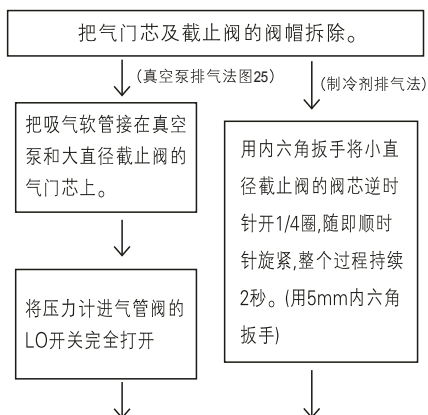 把气门芯及截止阀的阀帽拆除。
(真空泵排气法图25)
(制冷剂排气法)
把吸气软管接在真空
泵和大直径截止阀的
气门芯上。
将压力计进气管阀的
LO开关完全打开
用内六角扳手将小直
径截止阀的阀芯逆时
针开1/4圈,随即顺时
针旋紧,整个过程持续
2秒。(用5mm内六角
扳手)